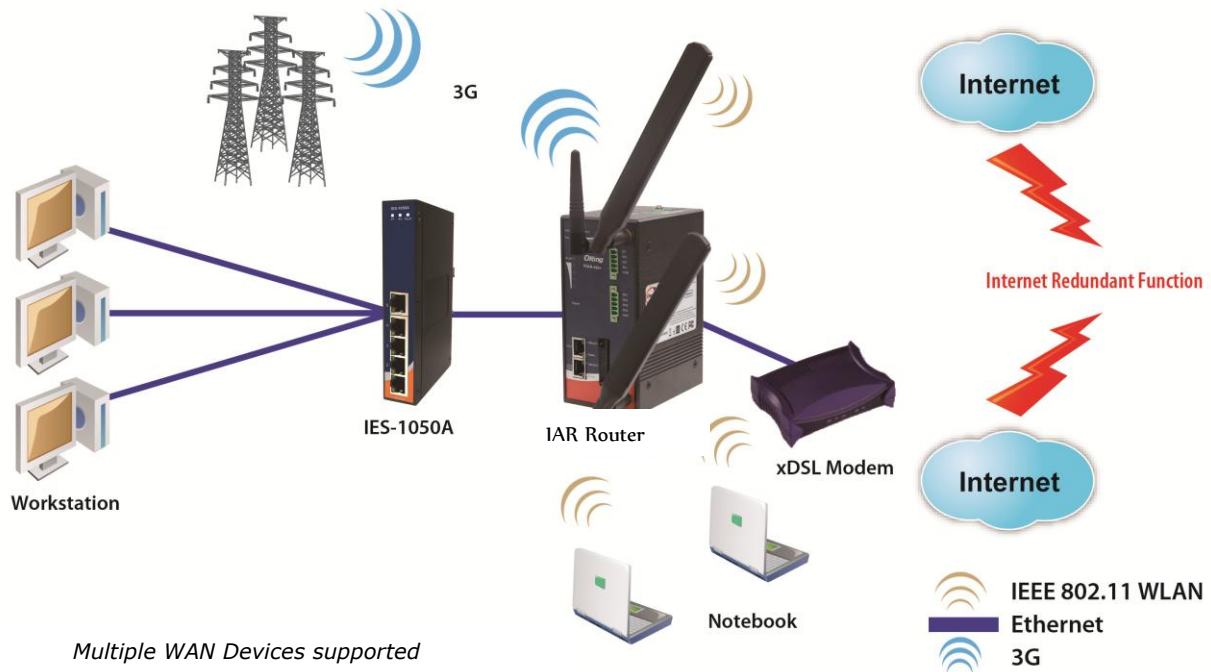 3G
Internet
Internet Redundant Function
IES-1050A
IAR Router
xDSL Modem
Workstation
Internet
Notebook
IEEE 802.11 WLAN
Ethernet
3G
Multiple WAN Devices supported